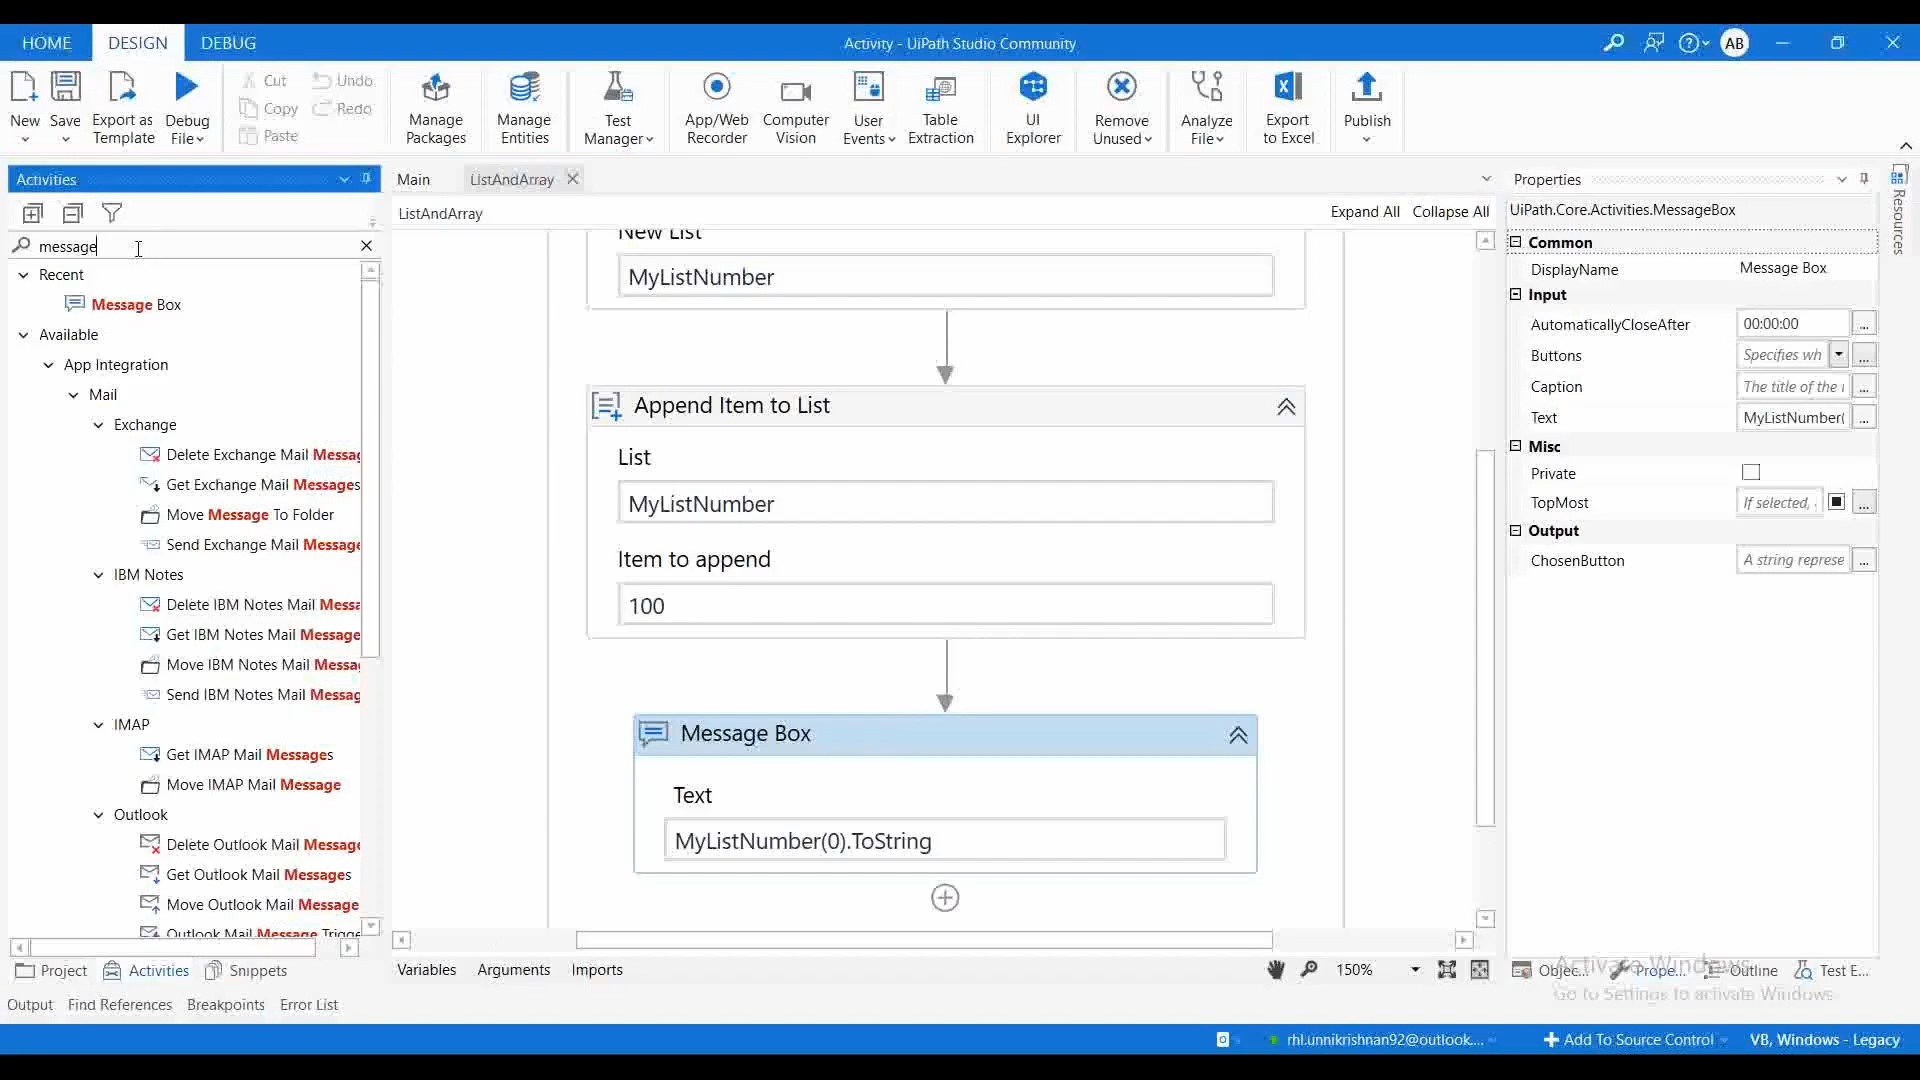 HOME DESIGN DEBUG Activity - UiPath Studio Community AB
New Save Export as Template Debug File Cut Copy Paste Undo Redo Manage Packages Manage Entities Test Manager App/Web Recorder Computer Vision User Events Table Extraction UI Explorer Remove Unused Analyze File Export to Excel Publish
Activities
message
Recent
Message Box
Available
App Integration
Mail
Exchange
Delete Exchange Mail Messag
Get Exchange Mail Messages
Move Message To Folder
Send Exchange Mail Message
IBM Notes
Delete IBM Notes Mail Messa
Get IBM Notes Mail Message
Move IBM Notes Mail Messa
Send IBM Notes Mail Messag
IMAP
Get IMAP Mail Messages
Move IMAP Mail Message
Outlook
Delete Outlook Mail Message
Get Outlook Mail Messages
Move Outlook Mail Message
Outlook Mail Message Trigge
Project Activities Snippets
Main ListAndArray
ListAndArray Expand All Collapse All
New List
MyListNumber
Append Item to List
List
MyListNumber
Item to append
100
Message Box
Text
MyListNumber(0).ToString
Variables Arguments Imports 150%
Properties
UiPath.Core.Activities.MessageBox
Common
DisplayName Message Box
Input
AutomaticallyCloseAfter 00:00:00 ...
Buttons Specifies wh ...
Caption The title of the ...
Text MyListNumber( ...
Misc
Private
TopMost If selected, ...
Output
ChosenButton A string represe ...
Resources
Objec... Prope... Outline Test E...
Activate Windows
Go to Settings to activate Windows.
Output Find References Breakpoints Error List
rhl.unnikrishnan92@outlook.... Add To Source Control VB, Windows - Legacy